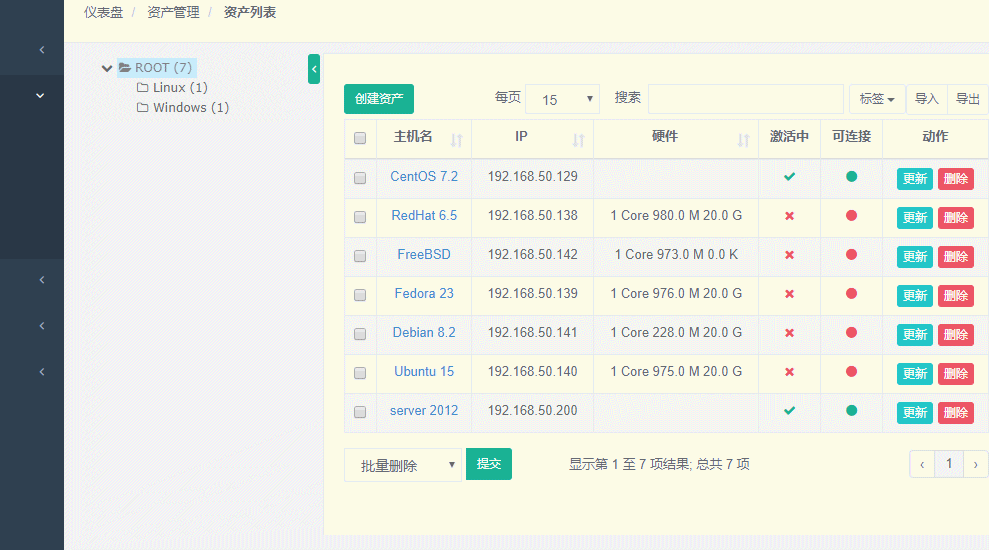 仪表盘 / 资产管理 / 资产列表
ROOT (7)
Linux (1)
Windows (1)
创建资产 每页 15 搜索 标签 导入 导出
主机名 IP 硬件 激活中 可连接 动作
CentOS 7.2 192.168.50.129 更新 删除
RedHat 6.5 192.168.50.138 1 Core 980.0 M 20.0 G 更新 删除
FreeBSD 192.168.50.142 1 Core 973.0 M 0.0 K 更新 删除
Fedora 23 192.168.50.139 1 Core 976.0 M 20.0 G 更新 删除
Debian 8.2 192.168.50.141 1 Core 228.0 M 20.0 G 更新 删除
Ubuntu 15 192.168.50.140 1 Core 975.0 M 20.0 G 更新 删除
server 2012 192.168.50.200 更新 删除
批量删除 提交 显示第 1 至 7 项结果; 总共 7 项 ‹ 1 ›